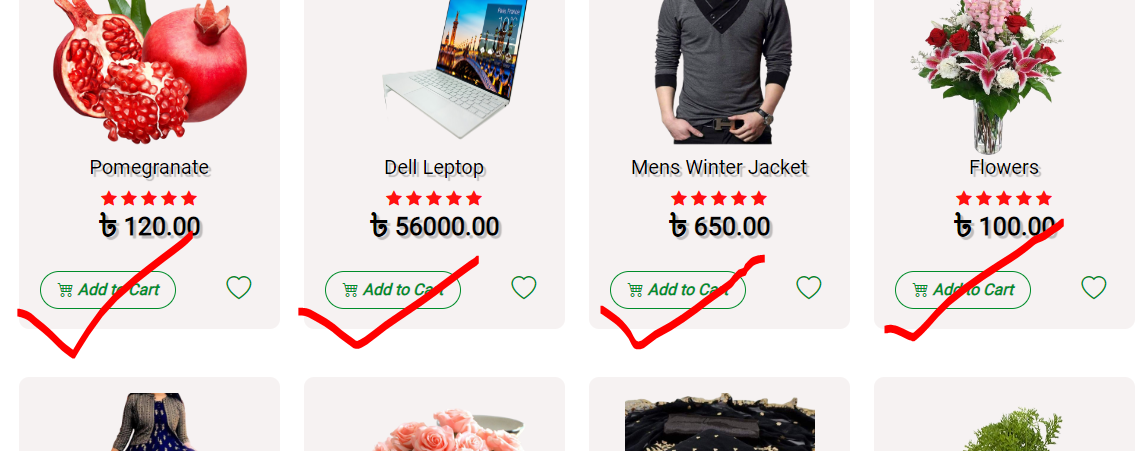 Pomegranate
৳ 120.00
Add to Cart
Dell Leptop
৳ 56000.00
Add to Cart
Mens Winter Jacket
৳ 650.00
Add to Cart
Flowers
৳ 100.00
Add to Cart